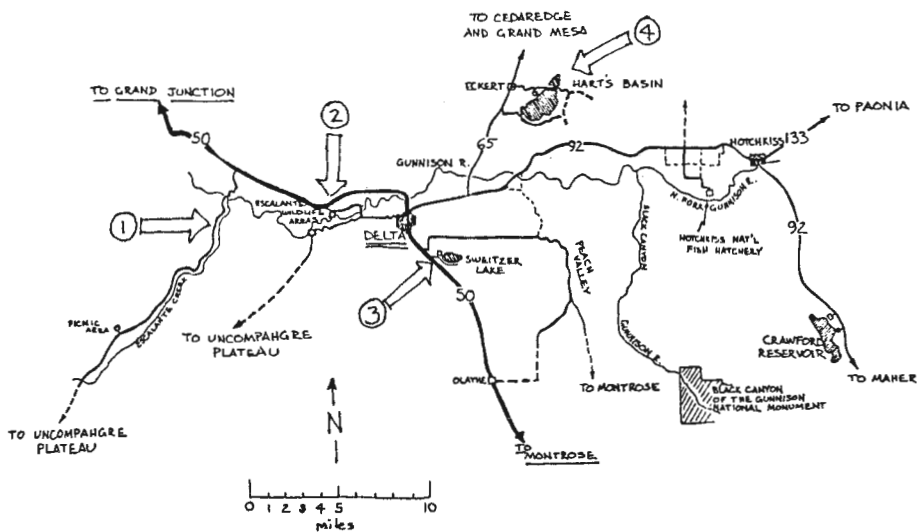 TO CEDAREDGE
AND GRAND MESA
4
ECKERT
HART'S BASIN
TO GRAND JUNCTION
2
TO PAONIA
50
65
92
HOTCHKISS
133
GUNNISON R.
ESCALANTE
WILDLIFE
AREAS
1
N. FORK GUNNISON R.
DELTA
BLACK CANYON
HOTCHKISS NAT'L
FISH HATCHERY
92
SWEITZER
LAKE
PEACH
VALLEY
3
50
ESCALANTE CREEK
PICNIC
AREA
TO UNCOMPAHGRE
PLATEAU
GUNNISON R.
CRAWFORD
RESERVOIR
OLATHE
TO MONTROSE
BLACK CANYON
OF THE GUNNISON
NATIONAL MONUMENT
TO MAHER
TO UNCOMPAHGRE
PLATEAU
N
TO
MONTROSE
0 1 2 3 4 5 10
miles